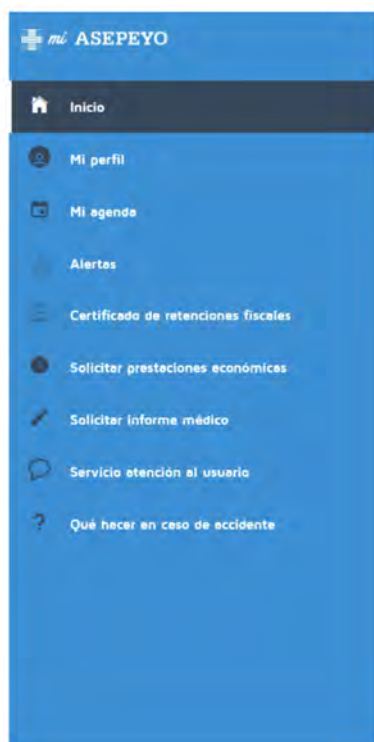 mi ASEPEYO
Inicio
Mi perfil
Mi agenda
Alertas
Certificado de retenciones fiscales
Solicitar prestaciones económicas
Solicitar informe médico
Servicio atención al usuario
? Qué hacer en caso de accidente